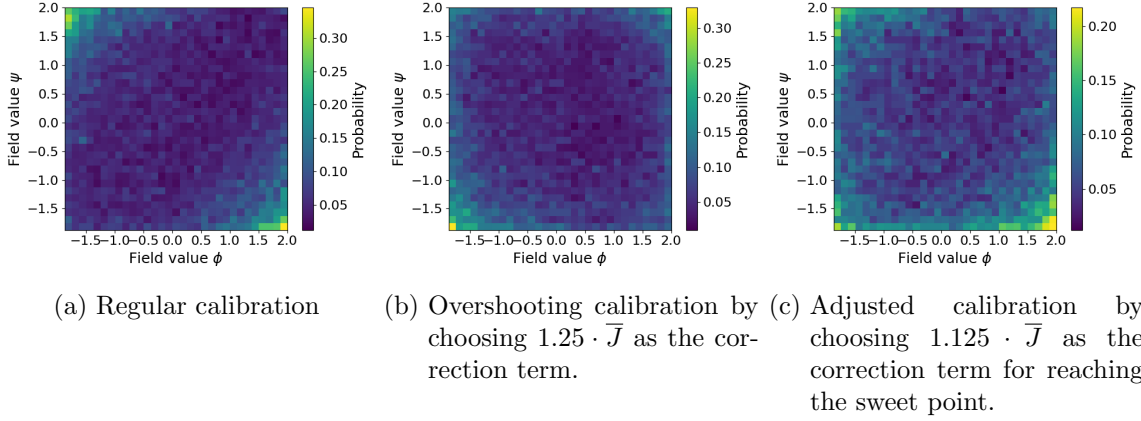 2.0
1.5
1.0
0.5
0.0
−0.5
−1.0
−1.5
Field value ψ
−1.5−1.0−0.5 0.0 0.5 1.0 1.5 2.0
Field value ϕ
0.30
0.25
0.20
0.15
0.10
0.05
Probability
2.0
1.5
1.0
0.5
0.0
−0.5
−1.0
−1.5
Field value ψ
−1.5−1.0−0.5 0.0 0.5 1.0 1.5 2.0
Field value ϕ
0.30
0.25
0.20
0.15
0.10
0.05
Probability
2.0
1.5
1.0
0.5
0.0
−0.5
−1.0
−1.5
Field value ψ
−1.5−1.0−0.5 0.0 0.5 1.0 1.5 2.0
Field value ϕ
0.20
0.15
0.10
0.05
Probability
(a) Regular calibration
(b) Overshooting calibration by
choosing 1.25 · J̅ as the cor-
rection term.
(c) Adjusted calibration by
choosing 1.125 · J̅ as the
correction term for reaching
the sweet point.